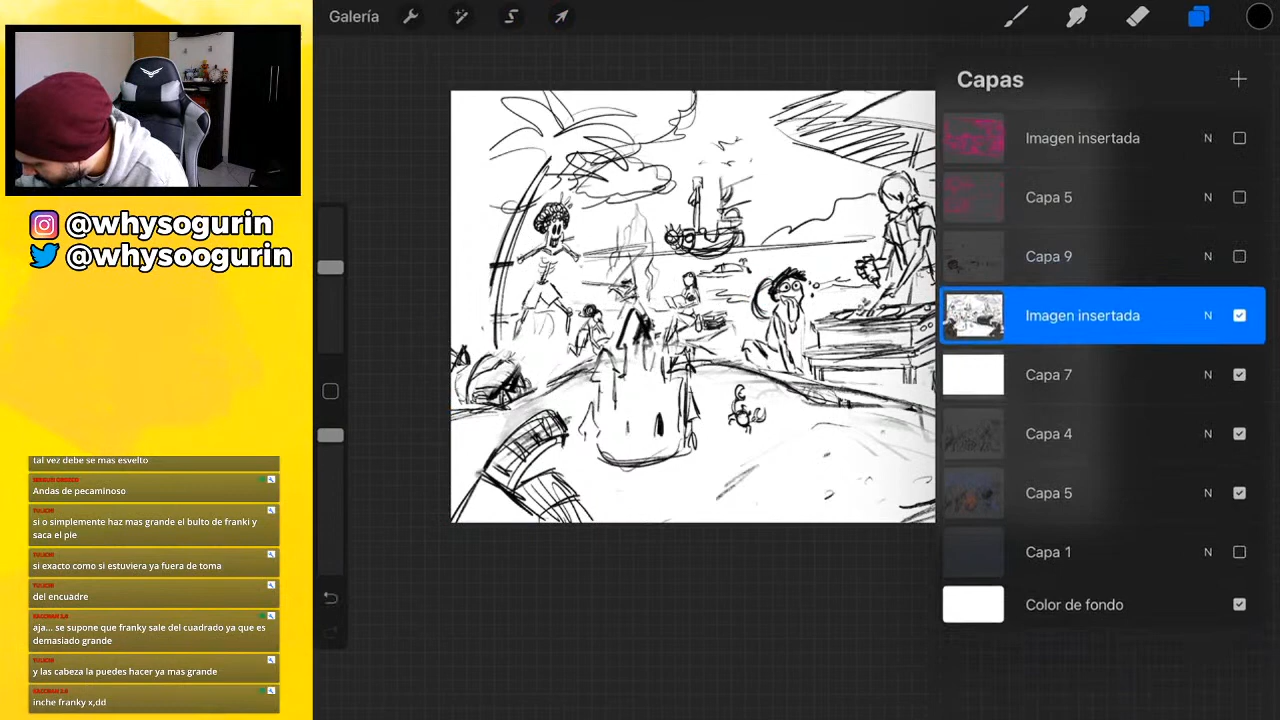 Galería
@whysogurin
@whysoogurin
tal vez debe se mas esvelto
Andas de pecaminoso
si o simplemente haz mas grande el bulto de franki y
saca el pie
si exacto como si estuviera ya fuera de toma
del encuadre
aja... se supone que franky sale del cuadrado ya que es
demasiado grande
y las cabeza la puedes hacer ya mas grande
inche franky x,dd
Capas
Imagen insertada N
Capa 5 N
Capa 9 N
Imagen insertada N
Capa 7 N
Capa 4 N
Capa 5 N
Capa 1 N
Color de fondo